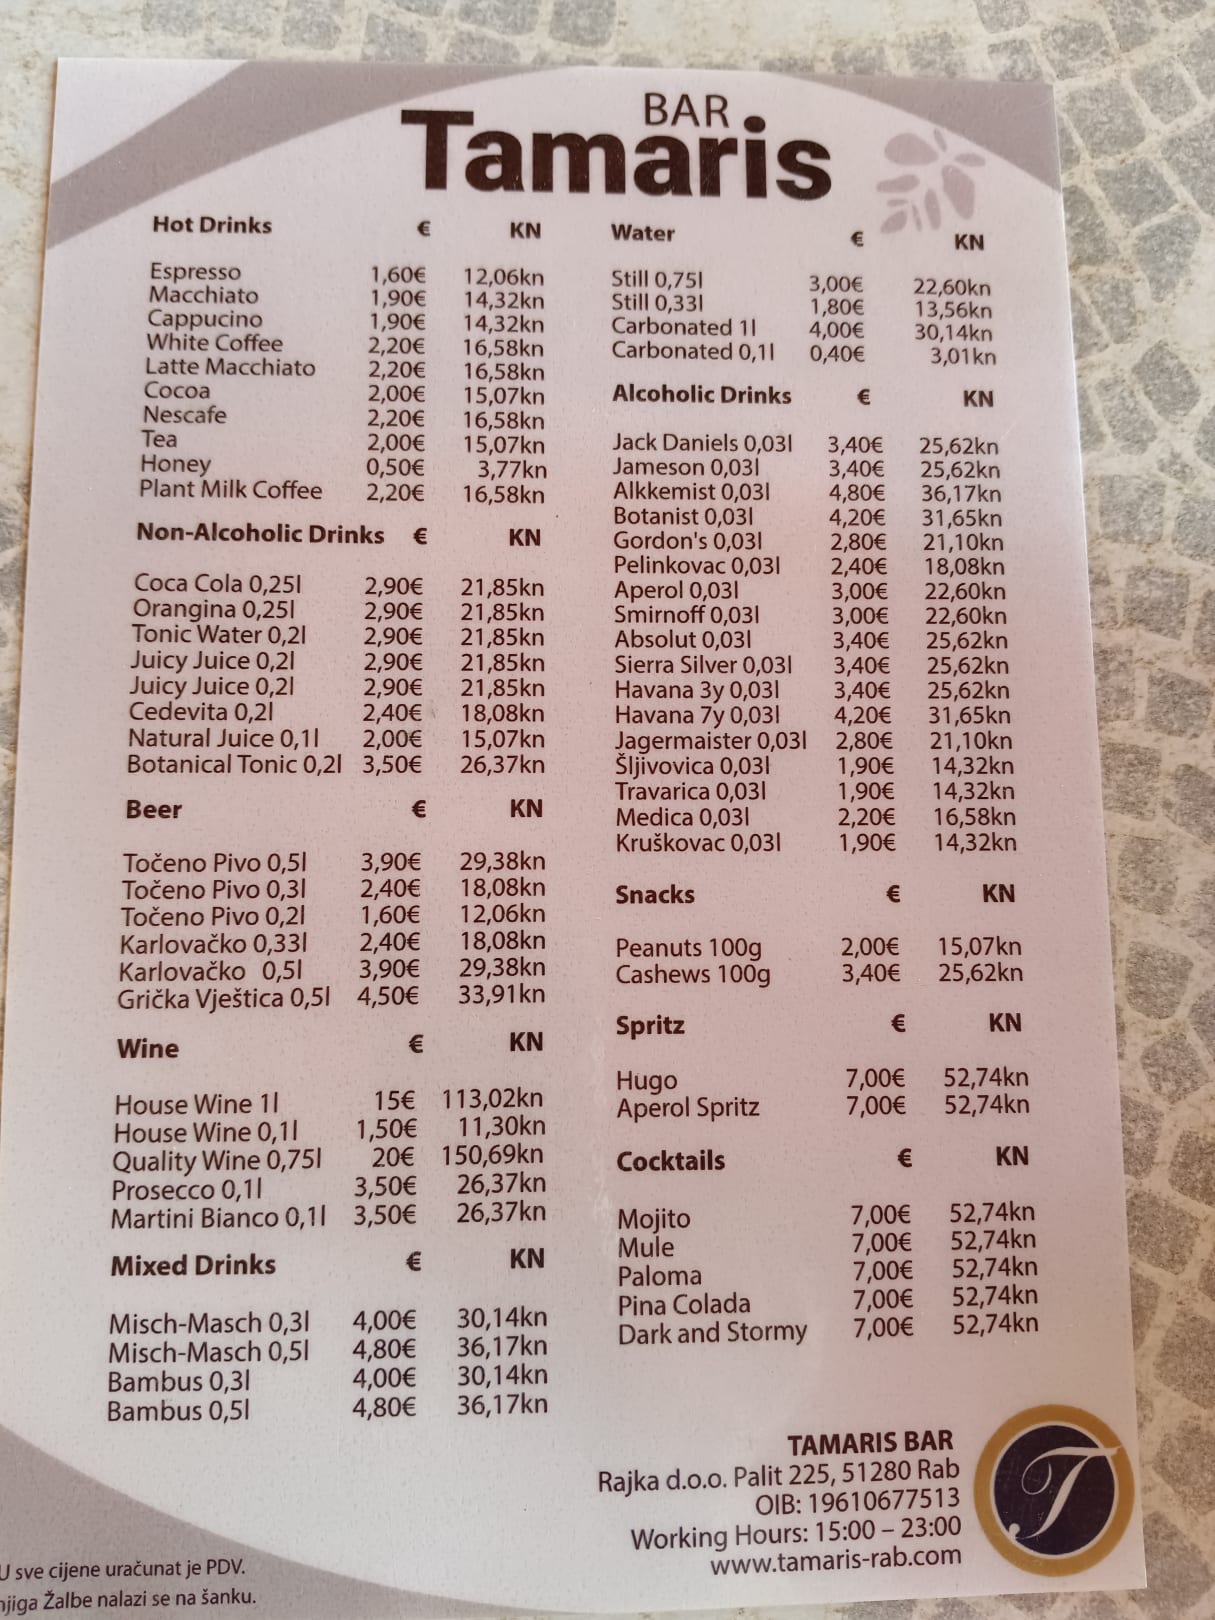 BAR
Tamaris
Hot Drinks € KN
Espresso 1,60€ 12,06kn
Macchiato 1,90€ 14,32kn
Cappucino 1,90€ 14,32kn
White Coffee 2,20€ 16,58kn
Latte Macchiato 2,20€ 16,58kn
Cocoa 2,00€ 15,07kn
Nescafe 2,20€ 16,58kn
Tea 2,00€ 15,07kn
Honey 0,50€ 3,77kn
Plant Milk Coffee 2,20€ 16,58kn
Non-Alcoholic Drinks € KN
Coca Cola 0,25l 2,90€ 21,85kn
Orangina 0,25l 2,90€ 21,85kn
Tonic Water 0,2l 2,90€ 21,85kn
Juicy Juice 0,2l 2,90€ 21,85kn
Juicy Juice 0,2l 2,90€ 21,85kn
Cedevita 0,2l 2,40€ 18,08kn
Natural Juice 0,1l 2,00€ 15,07kn
Botanical Tonic 0,2l 3,50€ 26,37kn
Beer € KN
Točeno Pivo 0,5l 3,90€ 29,38kn
Točeno Pivo 0,3l 2,40€ 18,08kn
Točeno Pivo 0,2l 1,60€ 12,06kn
Karlovačko 0,33l 2,40€ 18,08kn
Karlovačko 0,5l 3,90€ 29,38kn
Grička Vještica 0,5l 4,50€ 33,91kn
Wine € KN
House Wine 1l 15€ 113,02kn
House Wine 0,1l 1,50€ 11,30kn
Quality Wine 0,75l 20€ 150,69kn
Prosecco 0,1l 3,50€ 26,37kn
Martini Bianco 0,1l 3,50€ 26,37kn
Mixed Drinks € KN
Misch-Masch 0,3l 4,00€ 30,14kn
Misch-Masch 0,5l 4,80€ 36,17kn
Bambus 0,3l 4,00€ 30,14kn
Bambus 0,5l 4,80€ 36,17kn
Water € KN
Still 0,75l 3,00€ 22,60kn
Still 0,33l 1,80€ 13,56kn
Carbonated 1l 4,00€ 30,14kn
Carbonated 0,1l 0,40€ 3,01kn
Alcoholic Drinks € KN
Jack Daniels 0,03l 3,40€ 25,62kn
Jameson 0,03l 3,40€ 25,62kn
Alkkemist 0,03l 4,80€ 36,17kn
Botanist 0,03l 4,20€ 31,65kn
Gordon's 0,03l 2,80€ 21,10kn
Pelinkovac 0,03l 2,40€ 18,08kn
Aperol 0,03l 3,00€ 22,60kn
Smirnoff 0,03l 3,00€ 22,60kn
Absolut 0,03l 3,40€ 25,62kn
Sierra Silver 0,03l 3,40€ 25,62kn
Havana 3y 0,03l 3,40€ 25,62kn
Havana 7y 0,03l 4,20€ 31,65kn
Jagermaister 0,03l 2,80€ 21,10kn
Šljivovica 0,03l 1,90€ 14,32kn
Travarica 0,03l 1,90€ 14,32kn
Medica 0,03l 2,20€ 16,58kn
Kruškovac 0,03l 1,90€ 14,32kn
Snacks € KN
Peanuts 100g 2,00€ 15,07kn
Cashews 100g 3,40€ 25,62kn
Spritz € KN
Hugo 7,00€ 52,74kn
Aperol Spritz 7,00€ 52,74kn
Cocktails € KN
Mojito 7,00€ 52,74kn
Mule 7,00€ 52,74kn
Paloma 7,00€ 52,74kn
Pina Colada 7,00€ 52,74kn
Dark and Stormy 7,00€ 52,74kn
TAMARIS BAR
Rajka d.o.o. Palit 225, 51280 Rab
OIB: 19610677513
Working Hours: 15:00 – 23:00
www.tamaris-rab.com
T
U sve cijene uračunat je PDV.
Žalbe nalazi se na šanku.